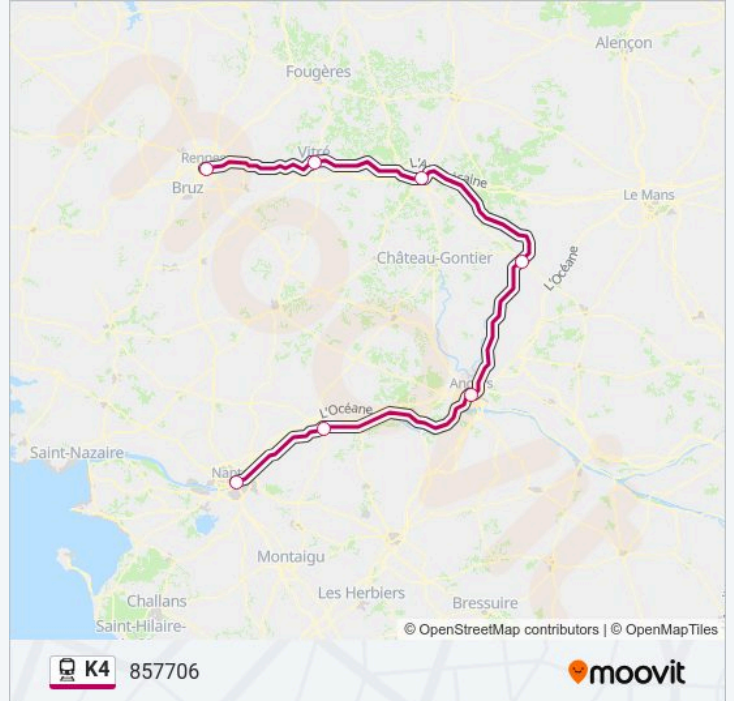 Alençon
Fougères
Vitré
L'A
caine
Bruz
Le Mans
Château-Gontier
L'Océane
L'Océane
Saint-Nazaire
Montaigu
Les Herbiers
Challans
Bressuire
Saint-Hilaire-
© OpenStreetMap contributors | © OpenMapTiles
K4 857706
moovit